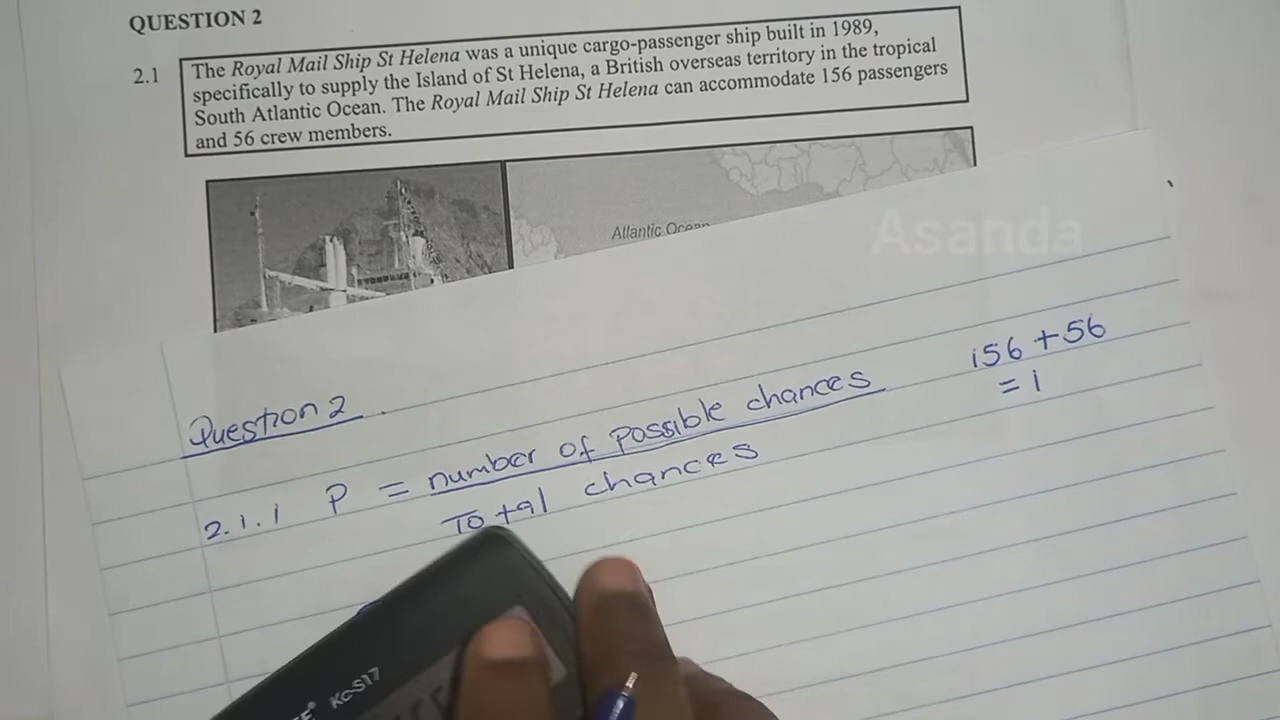 QUESTION 2
2.1
The Royal Mail Ship St Helena was a unique cargo-passenger ship built in 1989,
specifically to supply the Island of St Helena, a British overseas territory in the tropical
South Atlantic Ocean. The Royal Mail Ship St Helena can accommodate 156 passengers
and 56 crew members.
Atlantic Ocean
Asanda
Question 2
156 + 56
= 1
2.1.1 P = number of possible chances
Total chances
KC-S17